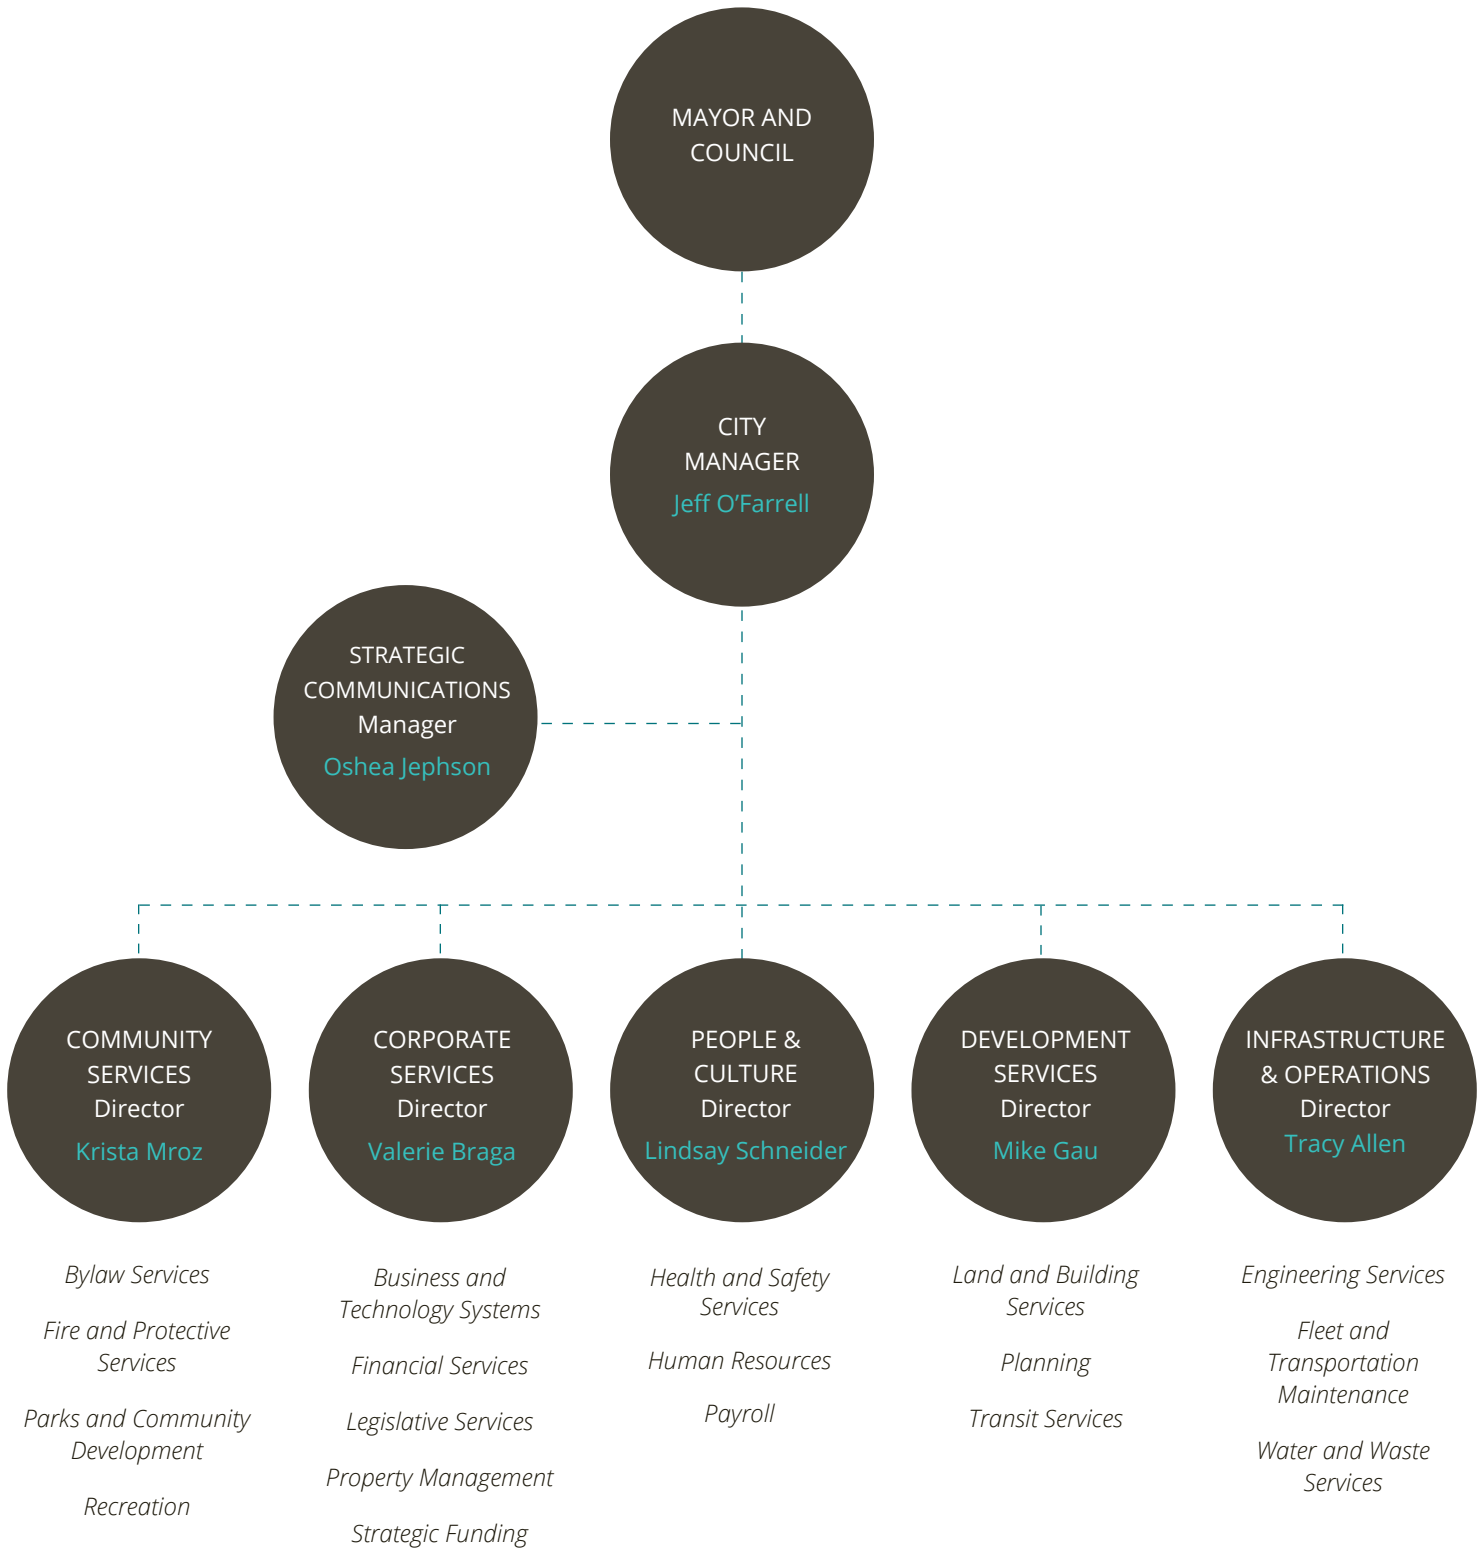 MAYOR AND
COUNCIL
CITY
MANAGER
Jeff O’Farrell
STRATEGIC
COMMUNICATIONS
Manager
Oshea Jephson
COMMUNITY
SERVICES
Director
Krista Mroz
CORPORATE
SERVICES
Director
Valerie Braga
PEOPLE &
CULTURE
Director
Lindsay Schneider
DEVELOPMENT
SERVICES
Director
Mike Gau
INFRASTRUCTURE
& OPERATIONS
Director
Tracy Allen
Bylaw Services
Fire and Protective
Services
Parks and Community
Development
Recreation
Business and
Technology Systems
Financial Services
Legislative Services
Property Management
Strategic Funding
Health and Safety
Services
Human Resources
Payroll
Land and Building
Services
Planning
Transit Services
Engineering Services
Fleet and
Transportation
Maintenance
Water and Waste
Services